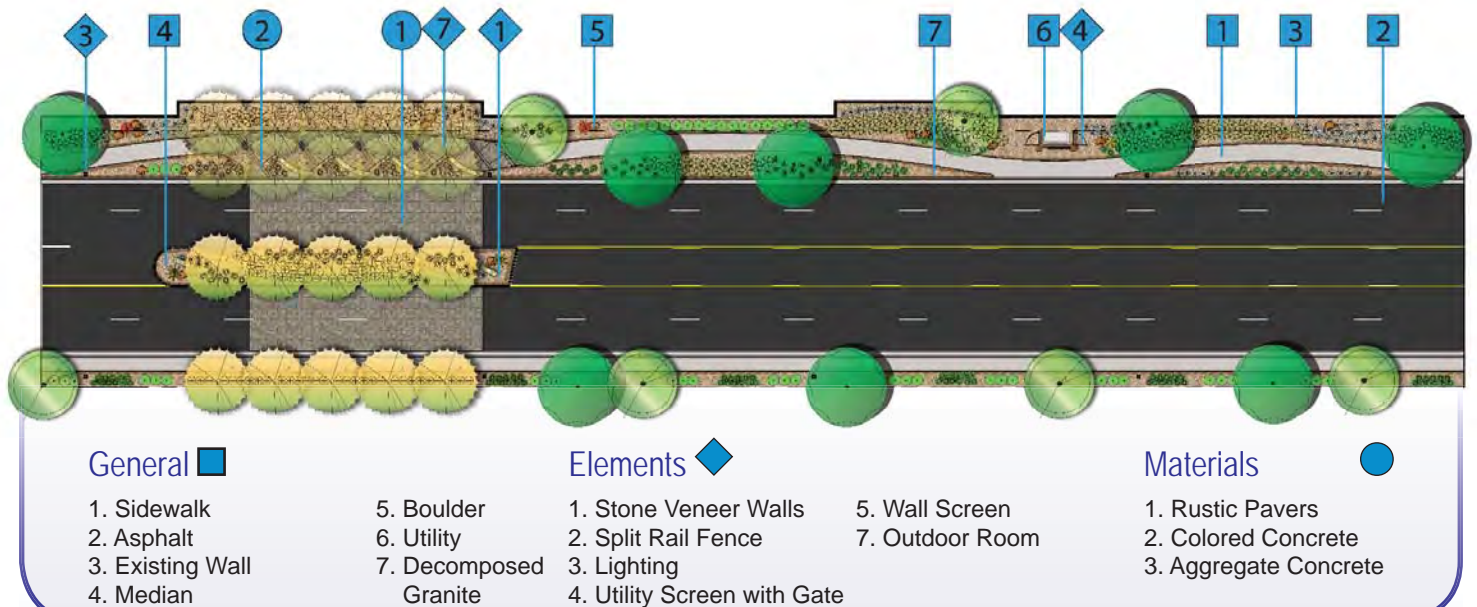 3 4 2 1 7 1 5 7 6 4 1 3 2
General
1. Sidewalk
2. Asphalt
3. Existing Wall
4. Median
5. Boulder
6. Utility
7. Decomposed
Granite
Elements
1. Stone Veneer Walls
2. Split Rail Fence
3. Lighting
4. Utility Screen with Gate
5. Wall Screen
7. Outdoor Room
Materials
1. Rustic Pavers
2. Colored Concrete
3. Aggregate Concrete